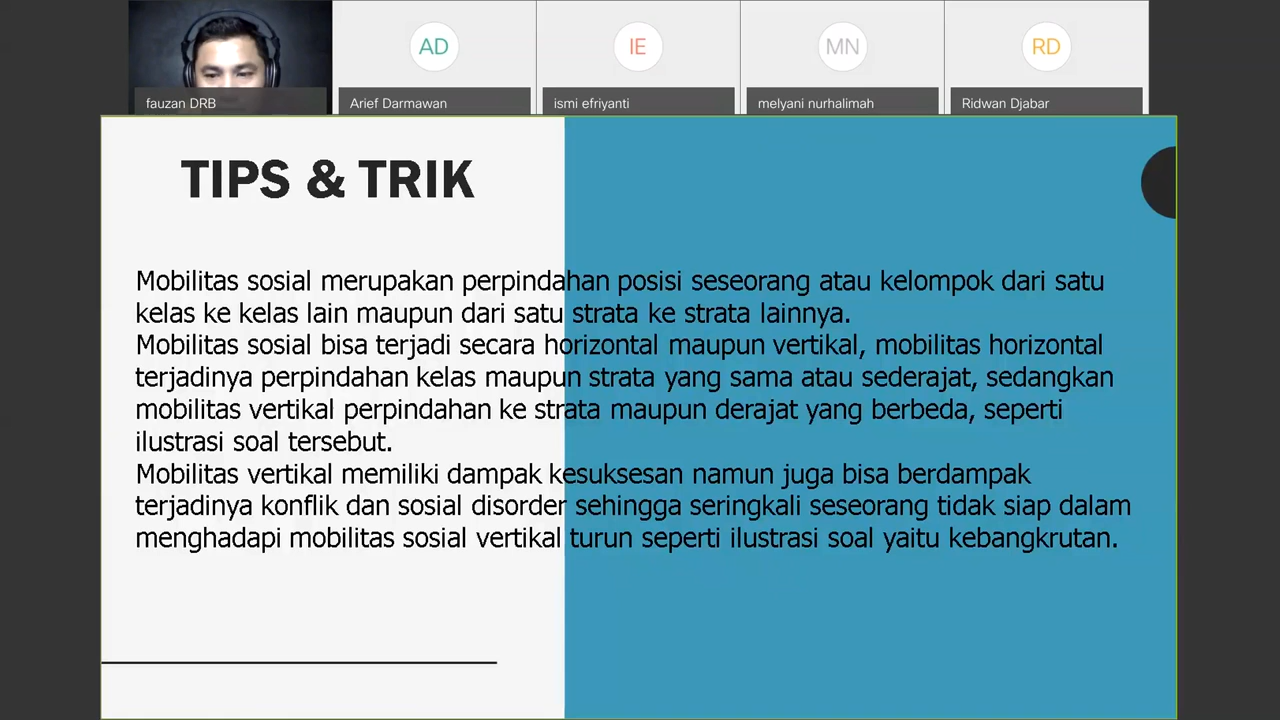 fauzan DRB
AD
Arief Darmawan
IE
ismi efriyanti
MN
melyani nurhalimah
RD
Ridwan Djabar
TIPS & TRIK
Mobilitas sosial merupakan perpindahan posisi seseorang atau kelompok dari satu
kelas ke kelas lain maupun dari satu strata ke strata lainnya.
Mobilitas sosial bisa terjadi secara horizontal maupun vertikal, mobilitas horizontal
terjadinya perpindahan kelas maupun strata yang sama atau sederajat, sedangkan
mobilitas vertikal perpindahan ke strata maupun derajat yang berbeda, seperti
ilustrasi soal tersebut.
Mobilitas vertikal memiliki dampak kesuksesan namun juga bisa berdampak
terjadinya konflik dan sosial disorder sehingga seringkali seseorang tidak siap dalam
menghadapi mobilitas sosial vertikal turun seperti ilustrasi soal yaitu kebangkrutan.